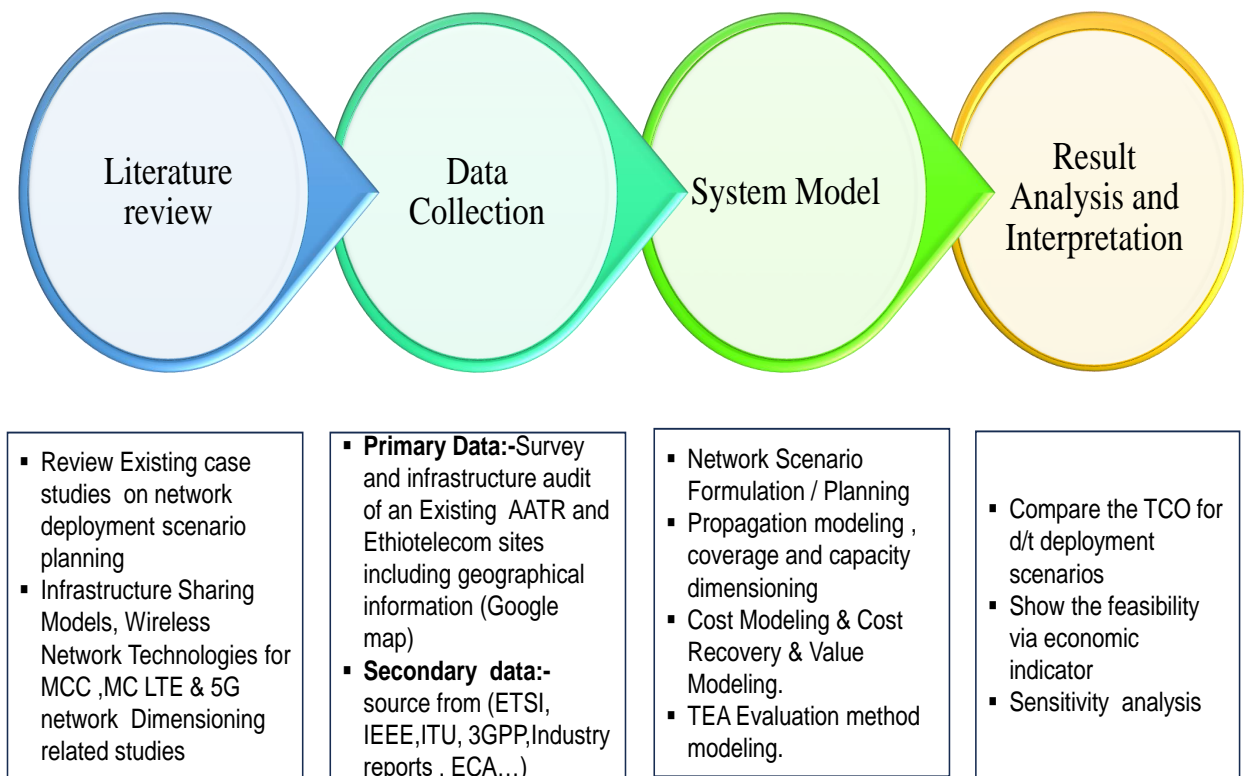 Literature
review
Data
Collection
System Model
Result
Analysis and
Interpretation
▪ Review Existing case
studies on network
deployment scenario
planning
▪ Infrastructure Sharing
Models, Wireless
Network Technologies for
MCC ,MC LTE & 5G
network Dimensioning
related studies
▪ Primary Data:-Survey
and infrastructure audit
of an Existing AATR and
Ethiotelecom sites
including geographical
information (Google
map)
▪ Secondary data:-
source from (ETSI,
IEEE,ITU, 3GPP,Industry
reports , ECA…)
▪ Network Scenario
Formulation / Planning
▪ Propagation modeling ,
coverage and capacity
dimensioning
▪ Cost Modeling & Cost
Recovery & Value
Modeling.
▪ TEA Evaluation method
modeling.
▪ Compare the TCO for
d/t deployment
scenarios
▪ Show the feasibility
via economic
indicator
▪ Sensitivity analysis